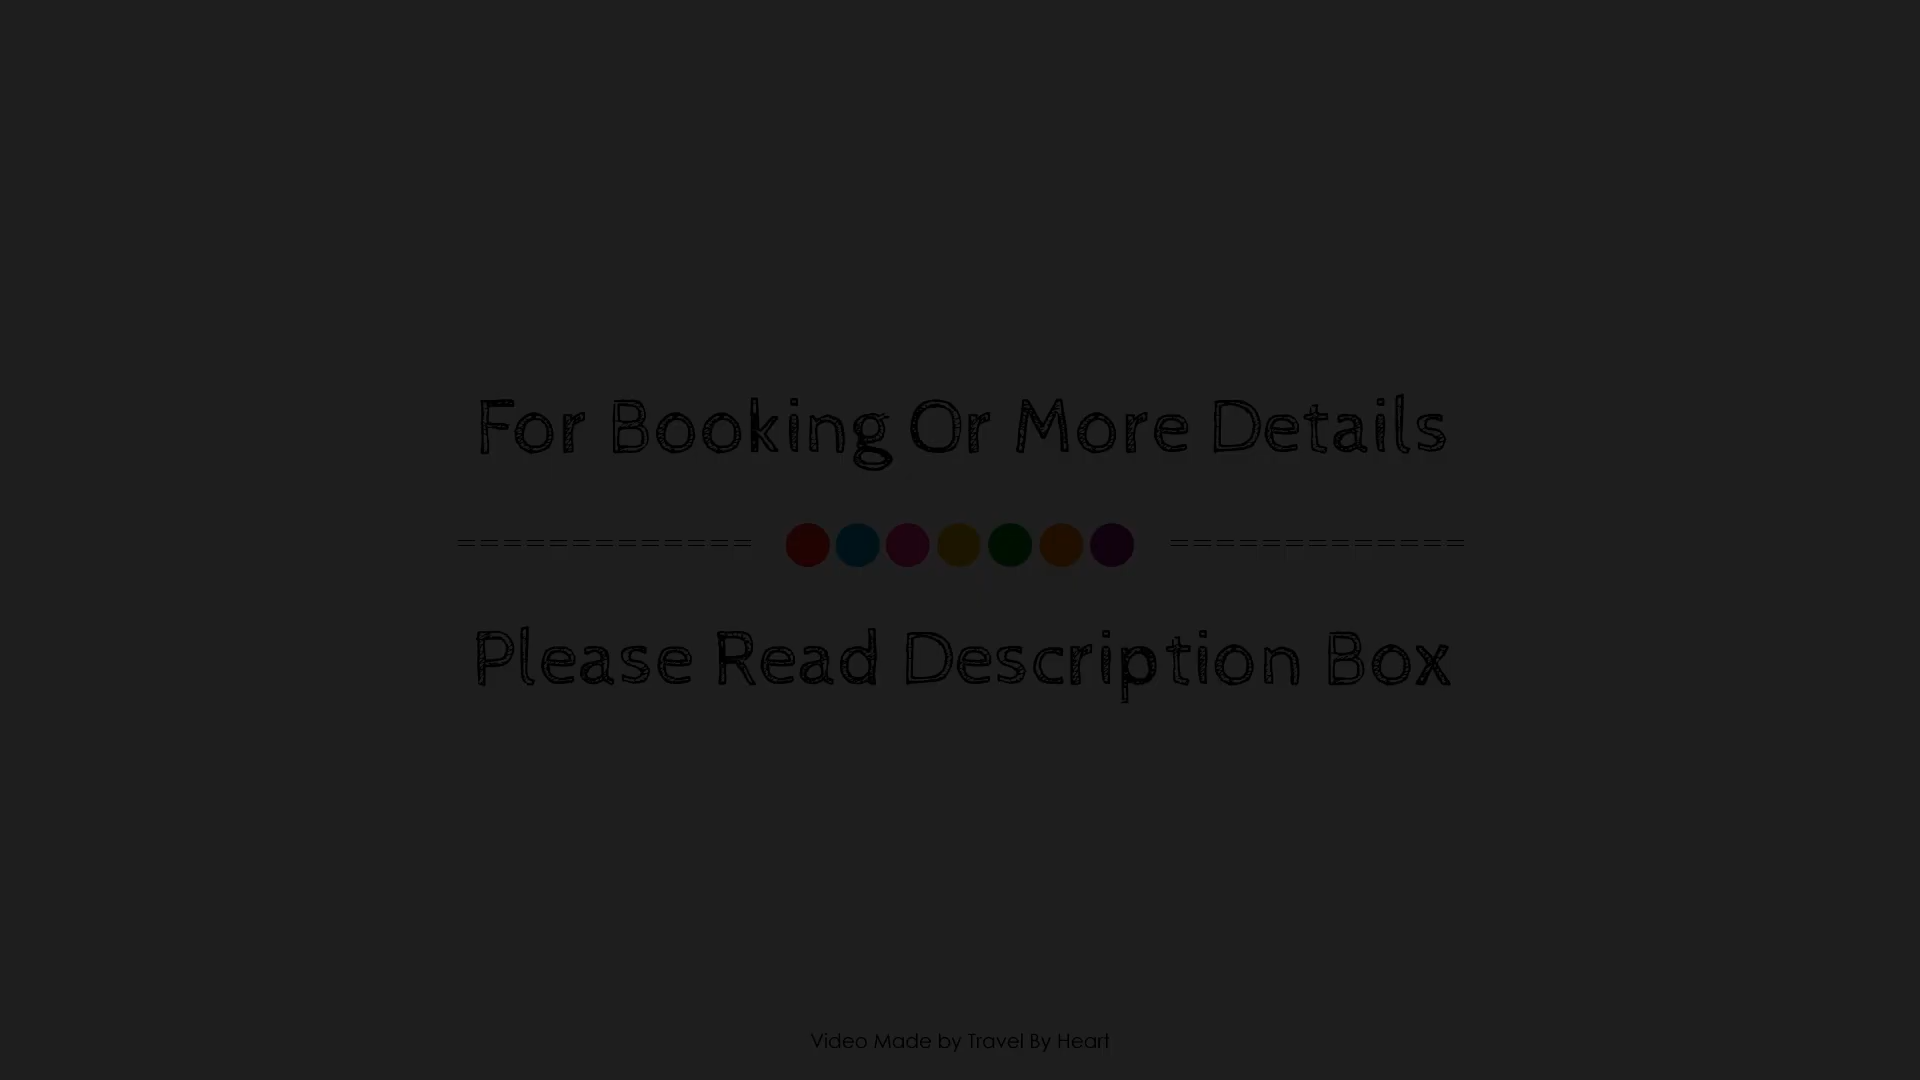 For Booking Or More Details
============= =============
Please Read Description Box
Video Made by Travel By Heart